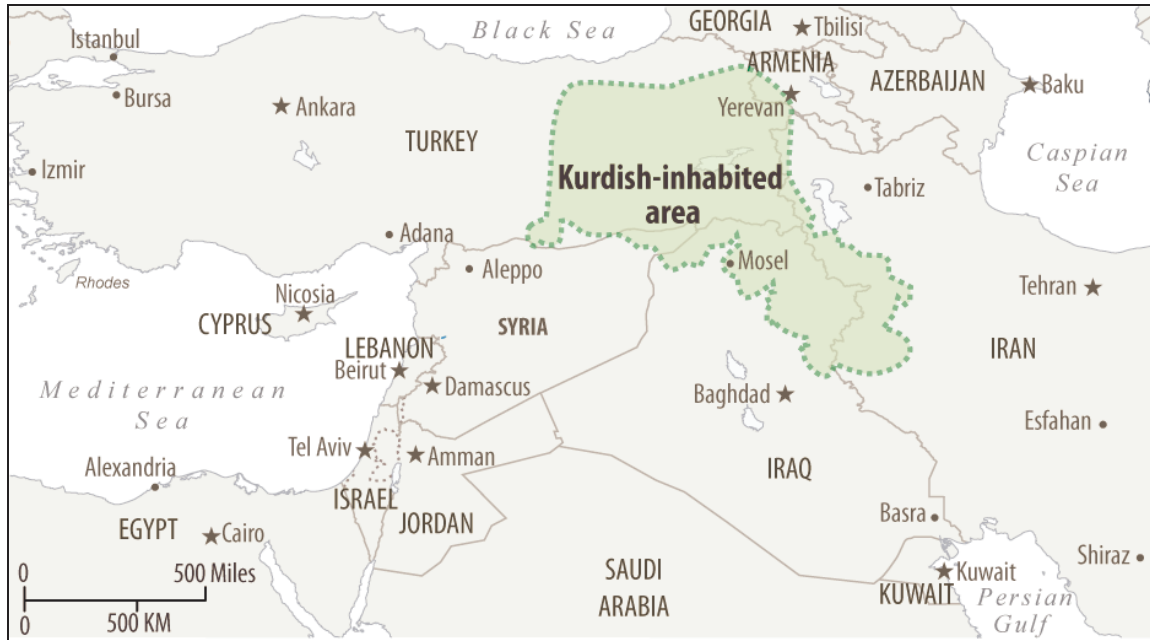 Black Sea
GEORGIA
Tbilisi
Istanbul
ARMENIA
AZERBAIJAN
Baku
Bursa
Ankara
Yerevan
TURKEY
Caspian
Sea
Izmir
Kurdish-inhabited
area
Tabriz
Adana
Aleppo
Mosel
Rhodes
Nicosia
Tehran
CYPRUS
SYRIA
LEBANON
IRAN
Beirut
Damascus
Baghdad
Mediterranean
Sea
Esfahan
Tel Aviv
Amman
Alexandria
IRAQ
ISRAEL
JORDAN
Basra
EGYPT
Cairo
Shiraz
0
500 Miles
SAUDI
ARABIA
Kuwait
KUWAIT
Persian
Gulf
0
500 KM